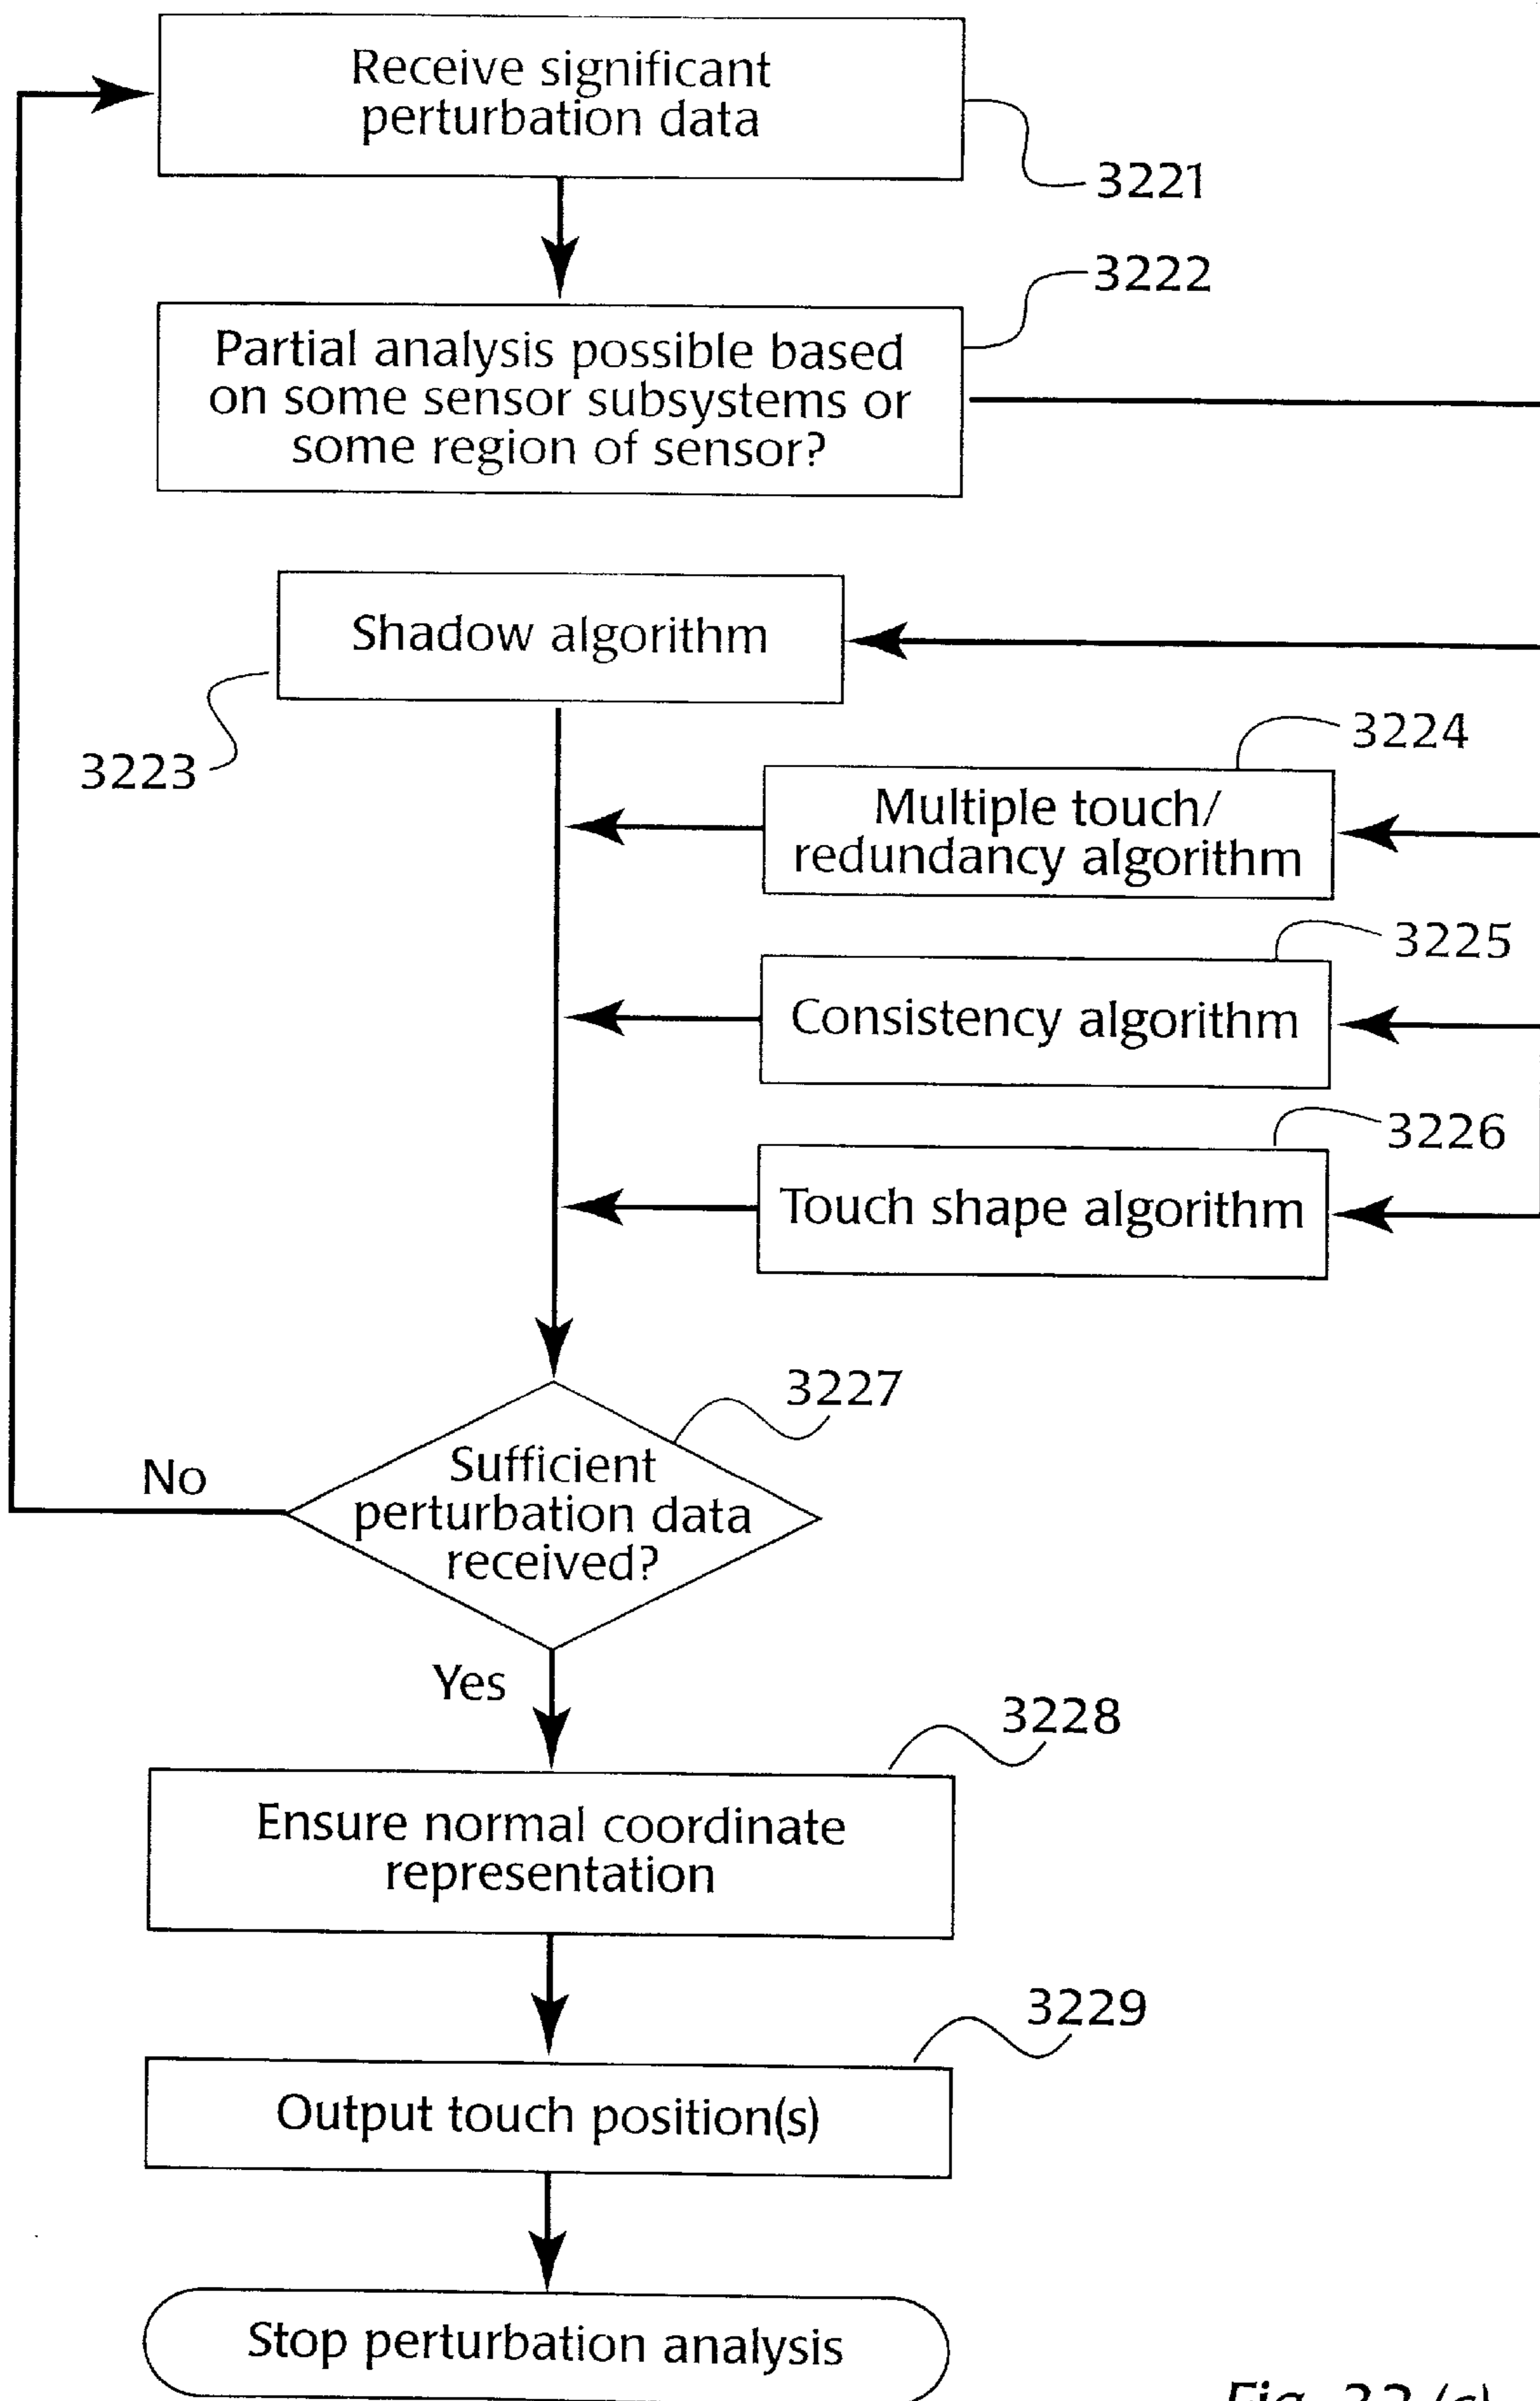 Receive significant
perturbation data
3221
3222
Partial analysis possible based
on some sensor subsystems or
some region of sensor?
Shadow algorithm
3223
3224
Multiple touch/
redundancy algorithm
3225
Consistency algorithm
3226
Touch shape algorithm
3227
Sufficient
perturbation data
received?
No
Yes
3228
Ensure normal coordinate
representation
3229
Output touch position(s)
Stop perturbation analysis